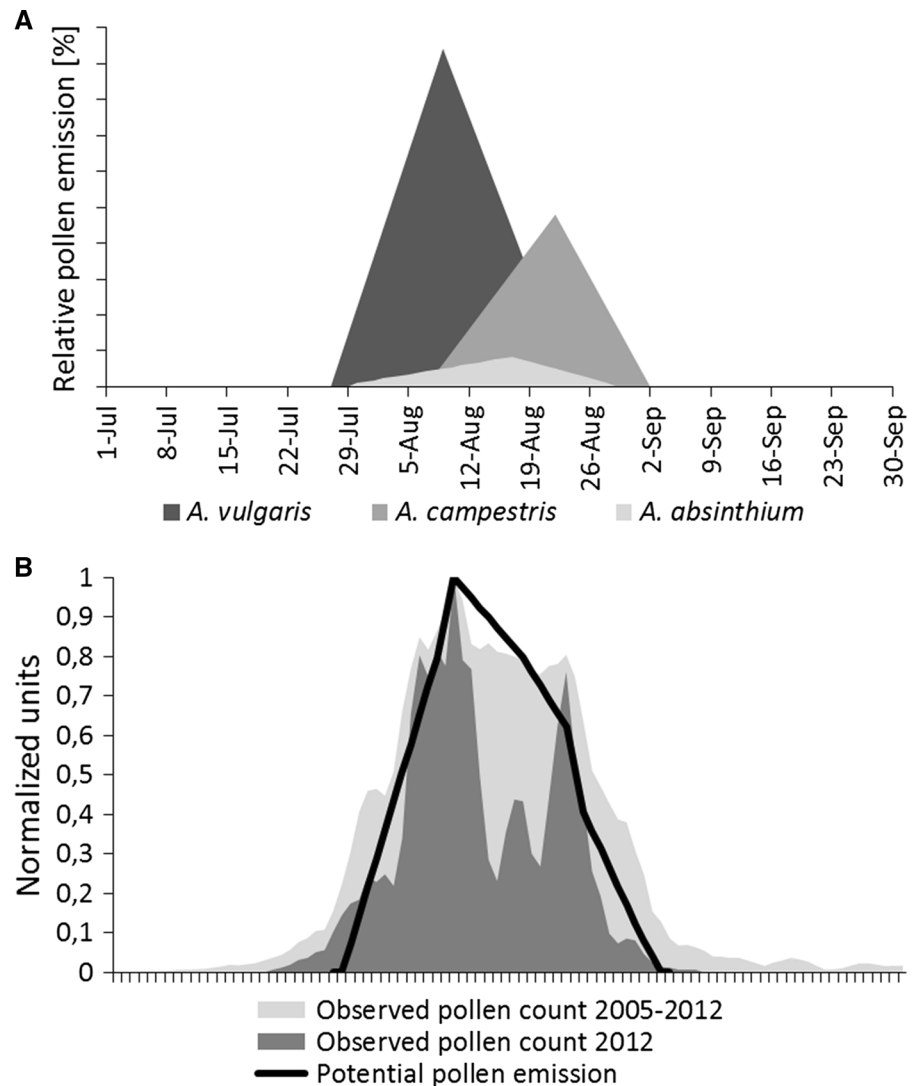 A
Relative pollen emission [%]
1-Jul
8-Jul
15-Jul
22-Jul
29-Jul
5-Aug
12-Aug
19-Aug
26-Aug
2-Sep
9-Sep
16-Sep
23-Sep
30-Sep
A. vulgaris
A. campestris
A. absinthium
B
Normalized units
1
0,9
0,8
0,7
0,6
0,5
0,4
0,3
0,2
0,1
0
Observed pollen count 2005-2012
Observed pollen count 2012
Potential pollen emission